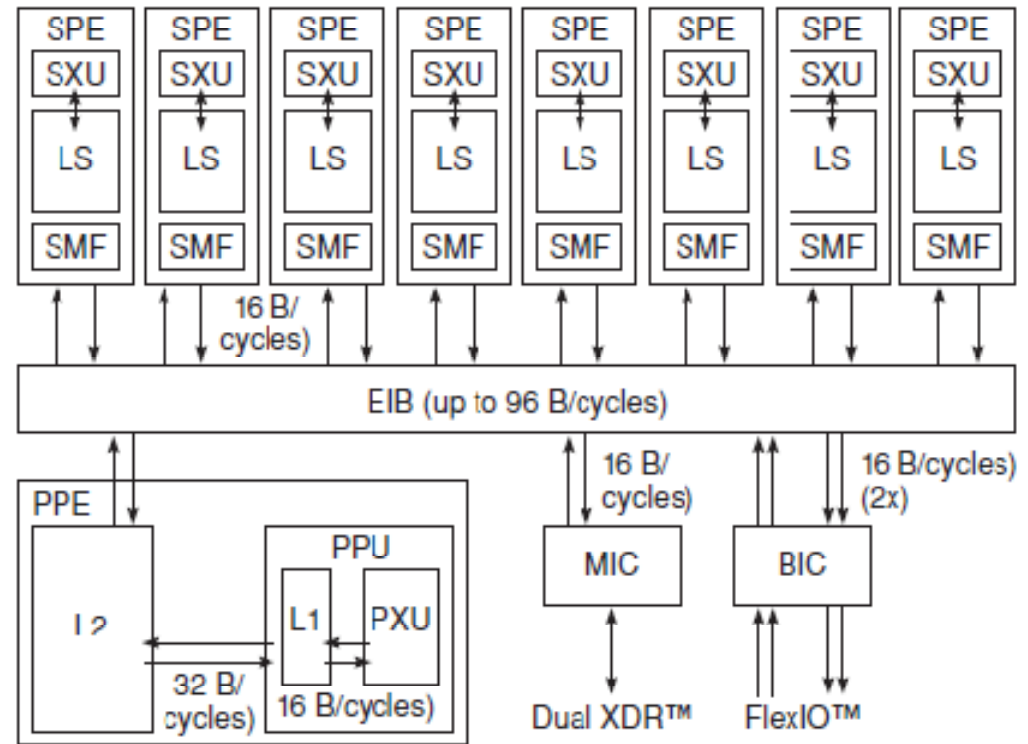 SPE SPE SPE SPE SPE SPE SPE SPE
SXU SXU SXU SXU SXU SXU SXU SXU
LS LS LS LS LS LS LS LS
SMF SMF SMF SMF SMF SMF SMF SMF
16 B/
cycles)
EIB (up to 96 B/cycles)
16 B/
cycles)
16 B/cycles)
(2x)
PPE
L2
PPU
L1
PXU
32 B/
cycles)
16 B/cycles)
MIC
BIC
Dual XDR™
FlexIO™